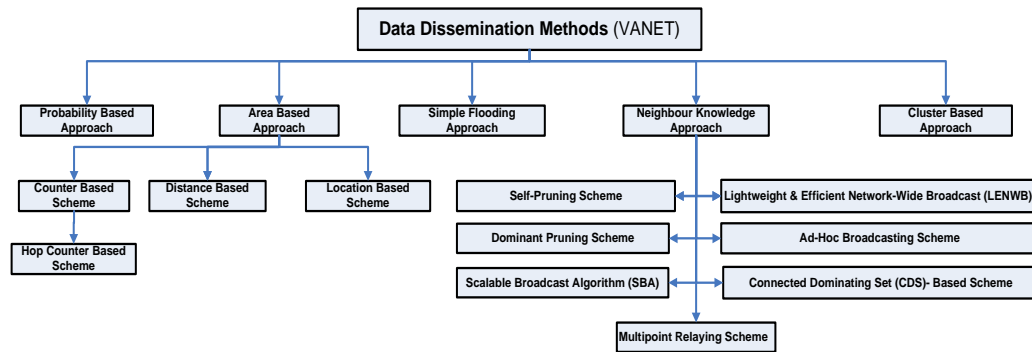 Data Dissemination Methods (VANET)
Probability Based
Approach
Area Based
Approach
Simple Flooding
Approach
Neighbour Knowledge
Approach
Cluster Based
Approach
Counter Based
Scheme
Distance Based
Scheme
Location Based
Scheme
Hop Counter Based
Scheme
Self-Pruning Scheme
Lightweight & Efficient Network-Wide Broadcast (LENWB)
Dominant Pruning Scheme
Ad-Hoc Broadcasting Scheme
Scalable Broadcast Algorithm (SBA)
Connected Dominating Set (CDS)- Based Scheme
Multipoint Relaying Scheme